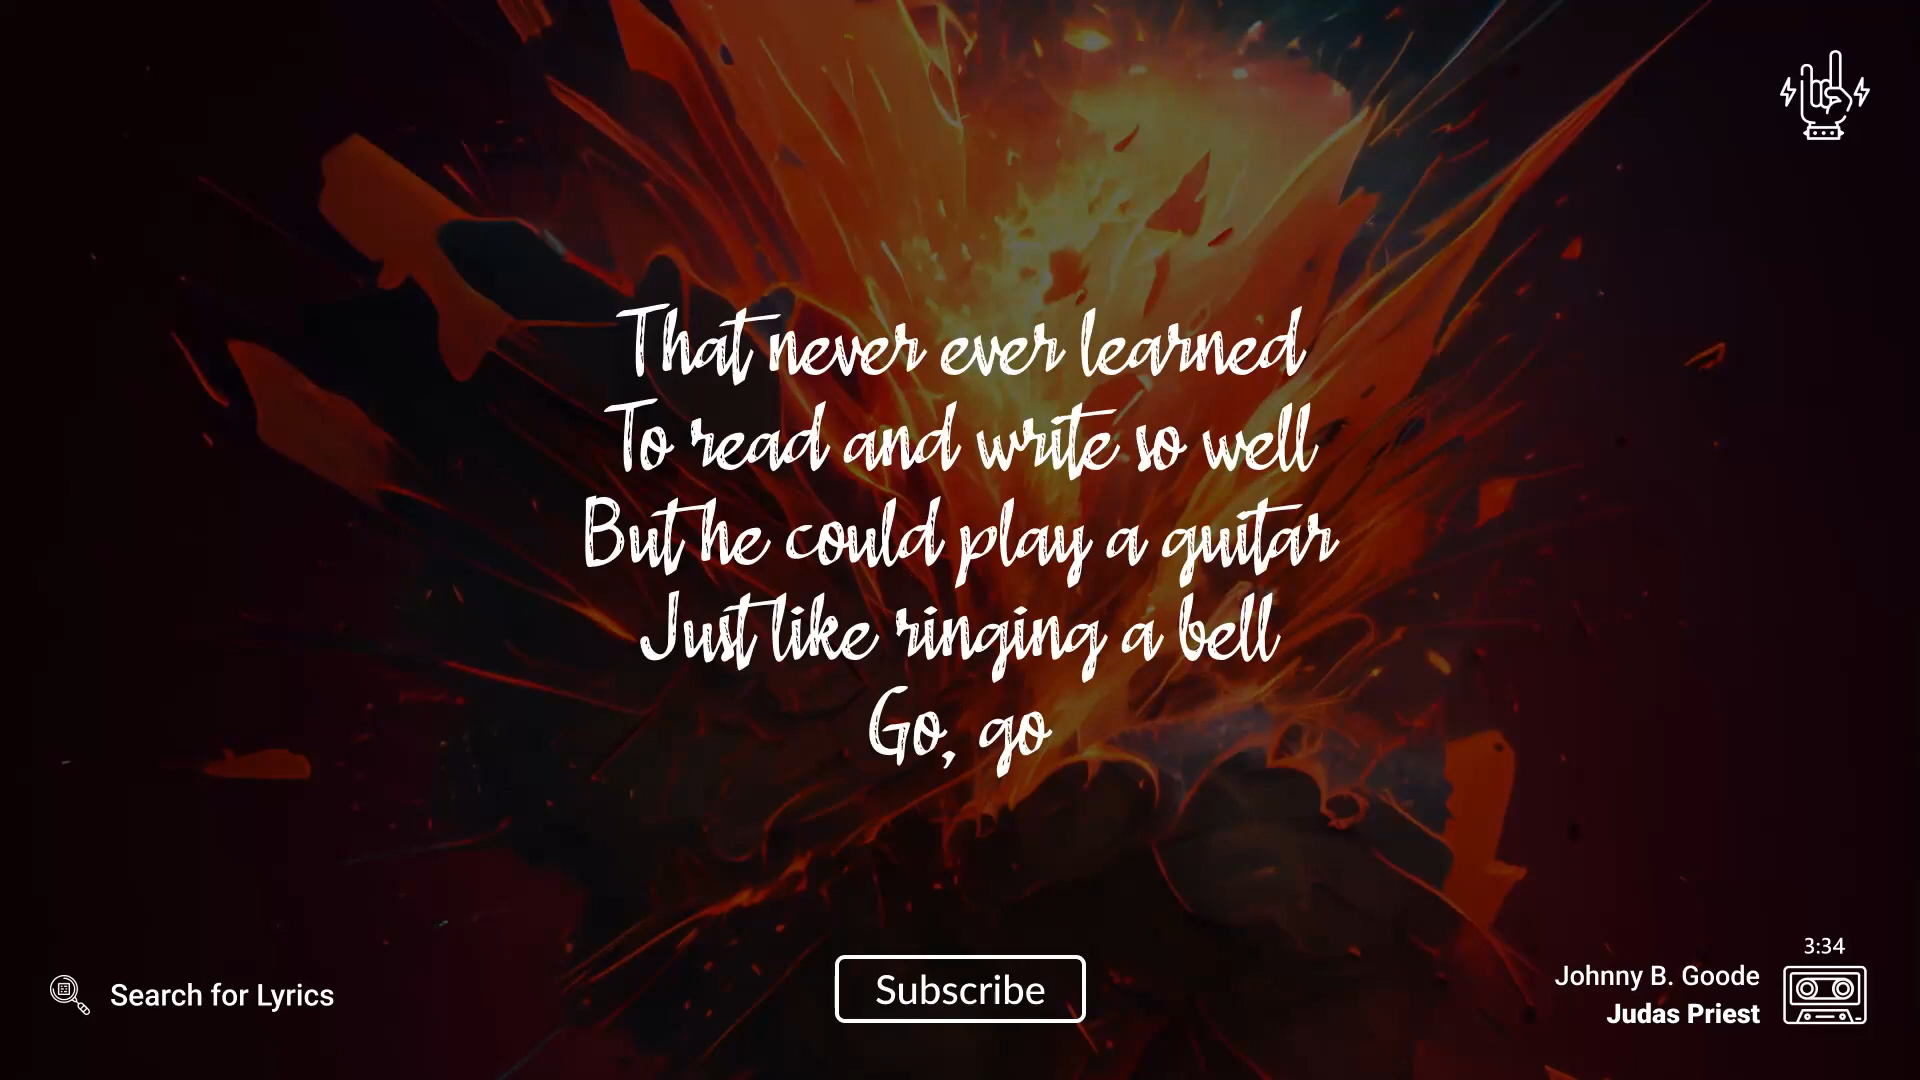 That never ever learned
To read and write so well
But he could play a guitar
Just like ringing a bell
Go, go
Search for Lyrics
Subscribe
3:34
Johnny B. Goode
Judas Priest